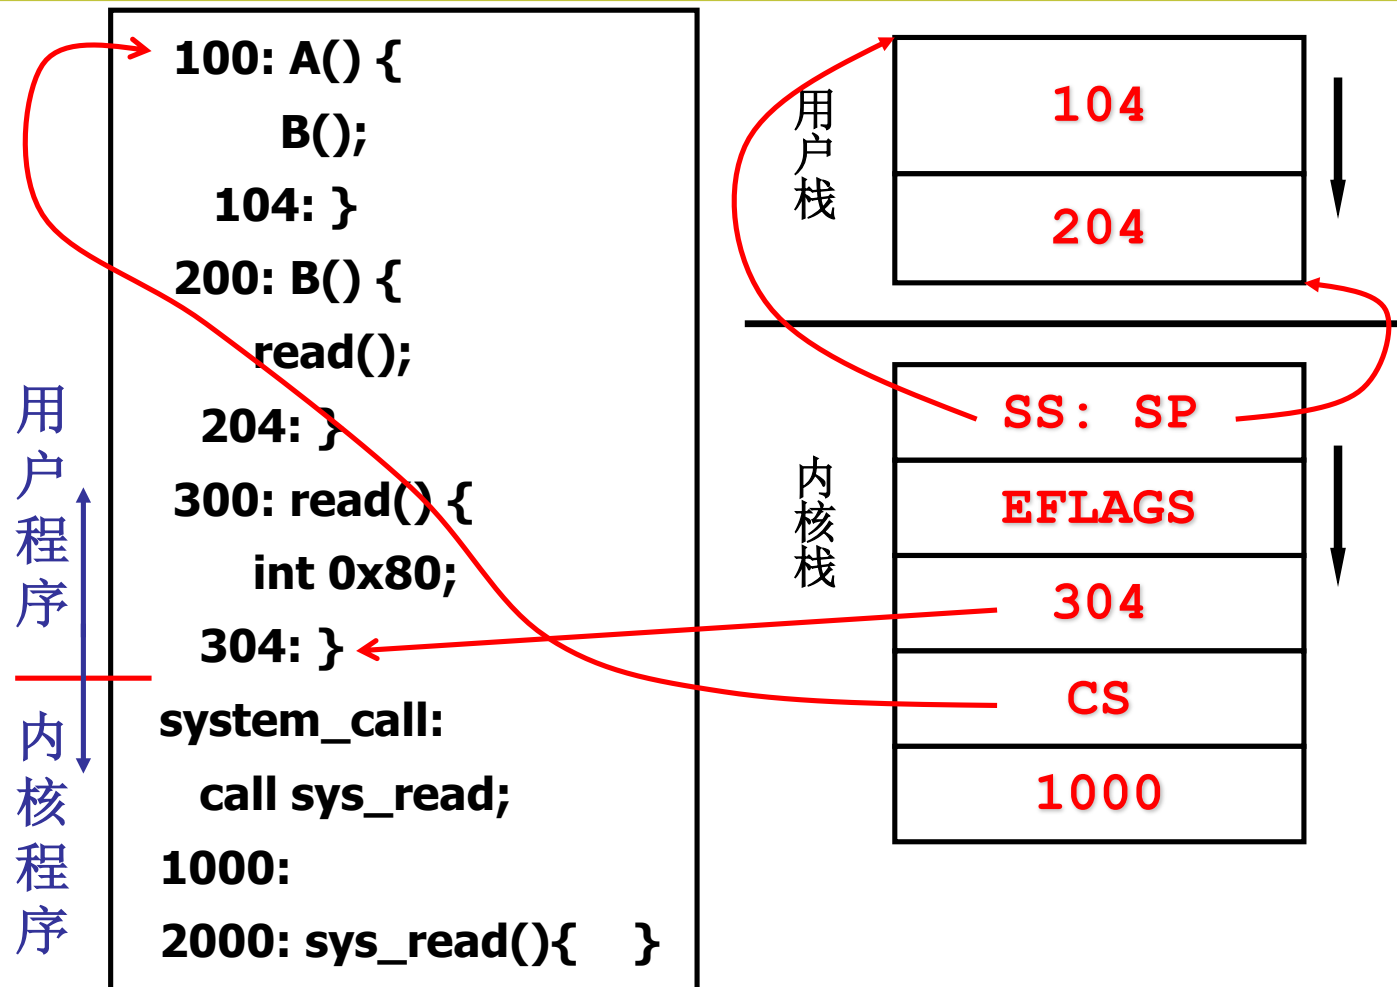 100: A() {
B();
104: }
200: B() {
read();
204: }
300: read() {
int 0x80;
304: }
system_call:
call sys_read;
1000:
2000: sys_read(){ }
用户程序
内核程序
用户栈
104
204
内核栈
SS: SP
EFLAGS
304
CS
1000